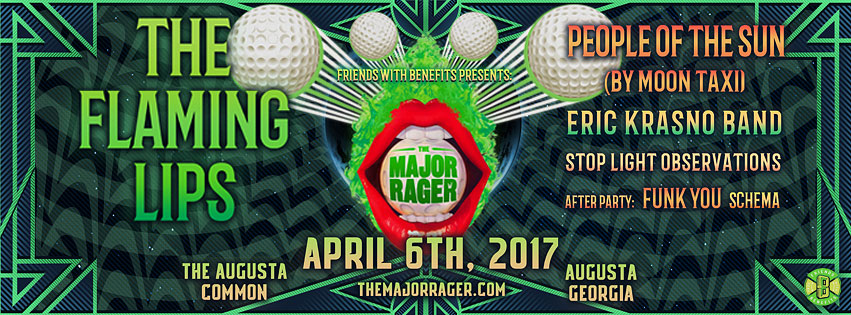 THE
FLAMING
LIPS
FRIENDS WITH BENEFITS PRESENTS:
THE
MAJOR
RAGER
PEOPLE OF THE SUN
(BY MOON TAXI)
ERIC KRASNO BAND
STOP LIGHT OBSERVATIONS
AFTER PARTY: FUNK YOU SCHEMA
APRIL 6TH, 2017
THE AUGUSTA
COMMON
THEMAJORRAGER.COM
AUGUSTA
GEORGIA
FRIENDS
B
BENEFITS